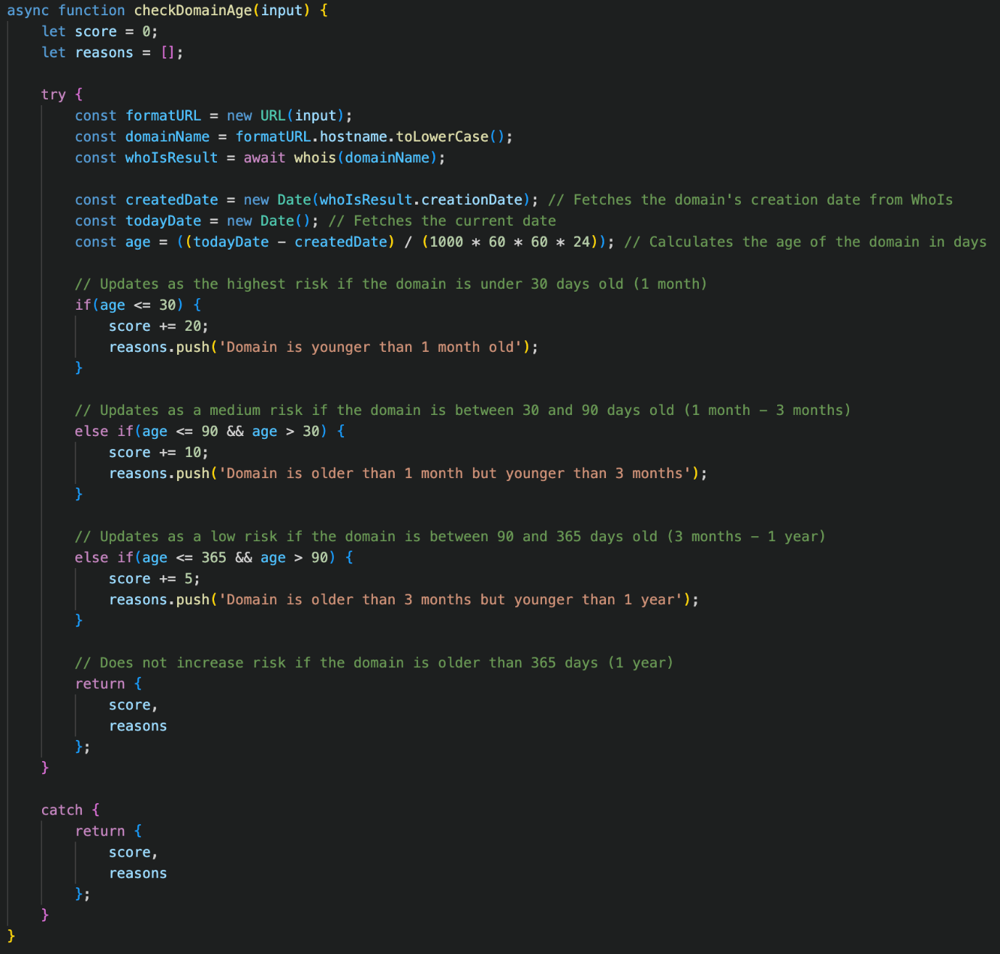 async function checkDomainAge(input) {
    let score = 0;
    let reasons = [];

    try {
        const formatURL = new URL(input);
        const domainName = formatURL.hostname.toLowerCase();
        const whoIsResult = await whois(domainName);

        const createdDate = new Date(whoIsResult.creationDate); // Fetches the domain's creation date from WhoIs
        const todayDate = new Date(); // Fetches the current date
        const age = ((todayDate - createdDate) / (1000 * 60 * 60 * 24)); // Calculates the age of the domain in days

        // Updates as the highest risk if the domain is under 30 days old (1 month)
        if(age <= 30) {
            score += 20;
            reasons.push('Domain is younger than 1 month old');
        }

        // Updates as a medium risk if the domain is between 30 and 90 days old (1 month - 3 months)
        else if(age <= 90 && age > 30) {
            score += 10;
            reasons.push('Domain is older than 1 month but younger than 3 months');
        }

        // Updates as a low risk if the domain is between 90 and 365 days old (3 months - 1 year)
        else if(age <= 365 && age > 90) {
            score += 5;
            reasons.push('Domain is older than 3 months but younger than 1 year');
        }

        // Does not increase risk if the domain is older than 365 days (1 year)
        return {
            score,
            reasons
        };
    }

    catch {
        return {
            score,
            reasons
        };
    }
}